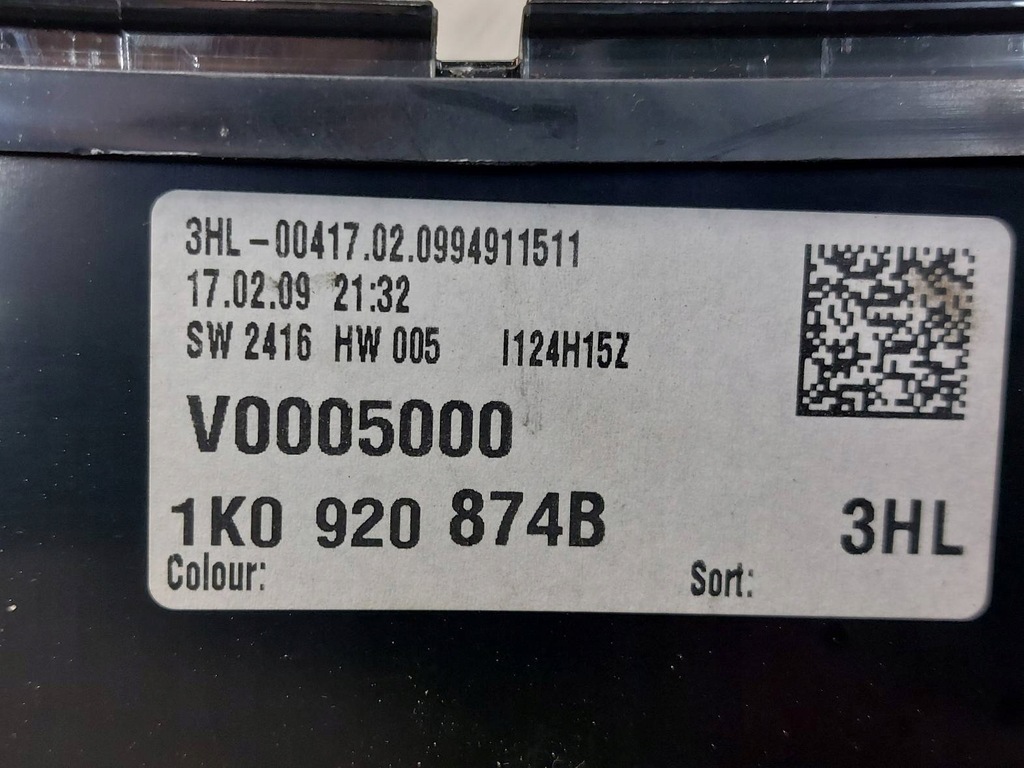 3HL-00417.02.0994911511
17.02.09 21:32
SW 2416 HW 005 I124H15Z
V0005000
1K0 920 874B 3HL
Colour: Sort: